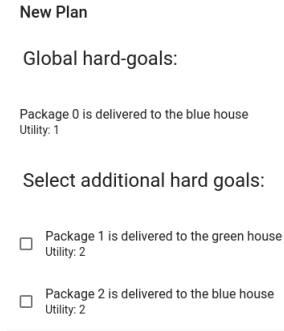 New Plan
Global hard-goals:
Package 0 is delivered to the blue house
Utility: 1
Select additional hard goals:
Package 1 is delivered to the green house
Utility: 2
Package 2 is delivered to the blue house
Utility: 2